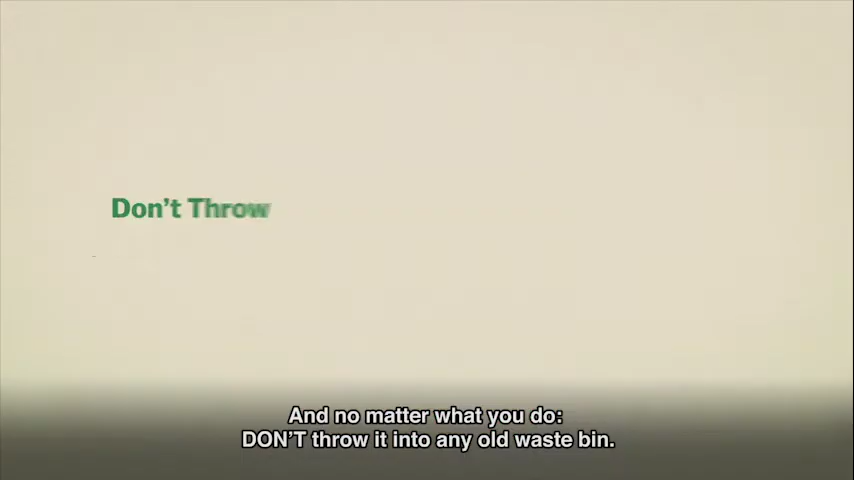 Don't Throw
And no matter what you do:
DON'T throw it into any old waste bin.